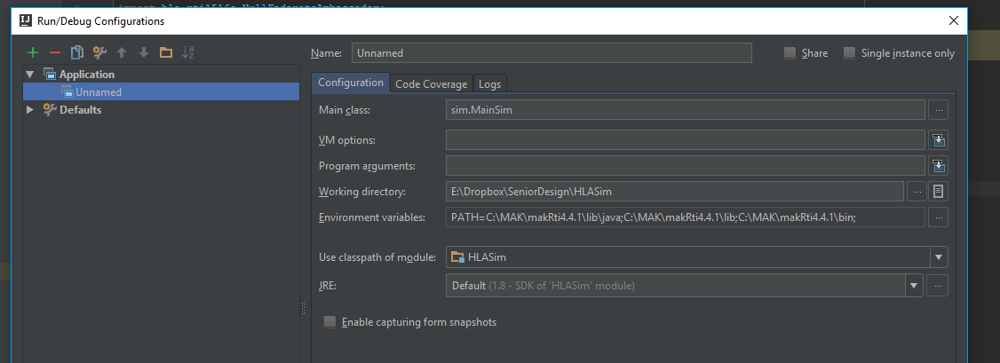 Run/Debug Configurations
Name: Unnamed Share Single instance only
Application
Unnamed
Defaults
Configuration Code Coverage Logs
Main class: sim.MainSim ...
VM options:
Program arguments:
Working directory: E:\Dropbox\SeniorDesign\HLASim ...
Environment variables: PATH=C:\MAK\makRti4.4.1\lib\java;C:\MAK\makRti4.4.1\lib;C:\MAK\makRti4.4.1\bin; ...
Use classpath of module: HLASim
JRE: Default (1.8 - SDK of 'HLASim' module) ...
Enable capturing form snapshots